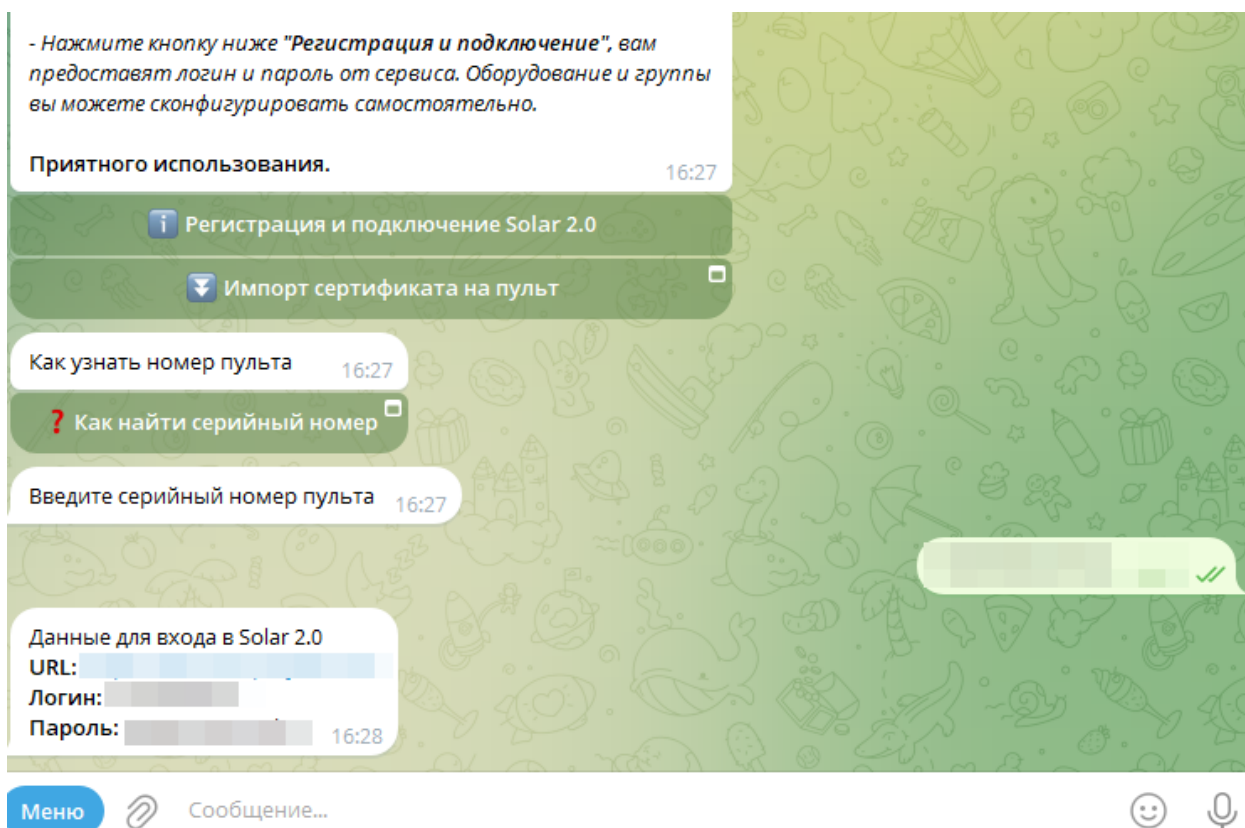 - Нажмите кнопку ниже "Регистрация и подключение", вам
предоставят логин и пароль от сервиса. Оборудование и группы
вы можете сконфигурировать самостоятельно.
Приятного использования.
16:27
Регистрация и подключение Solar 2.0
Импорт сертификата на пульт
Как узнать номер пульта 16:27
? Как найти серийный номер
Введите серийный номер пульта 16:27
Данные для входа в Solar 2.0
URL:
Логин:
Пароль: 16:28
Меню Сообщение...